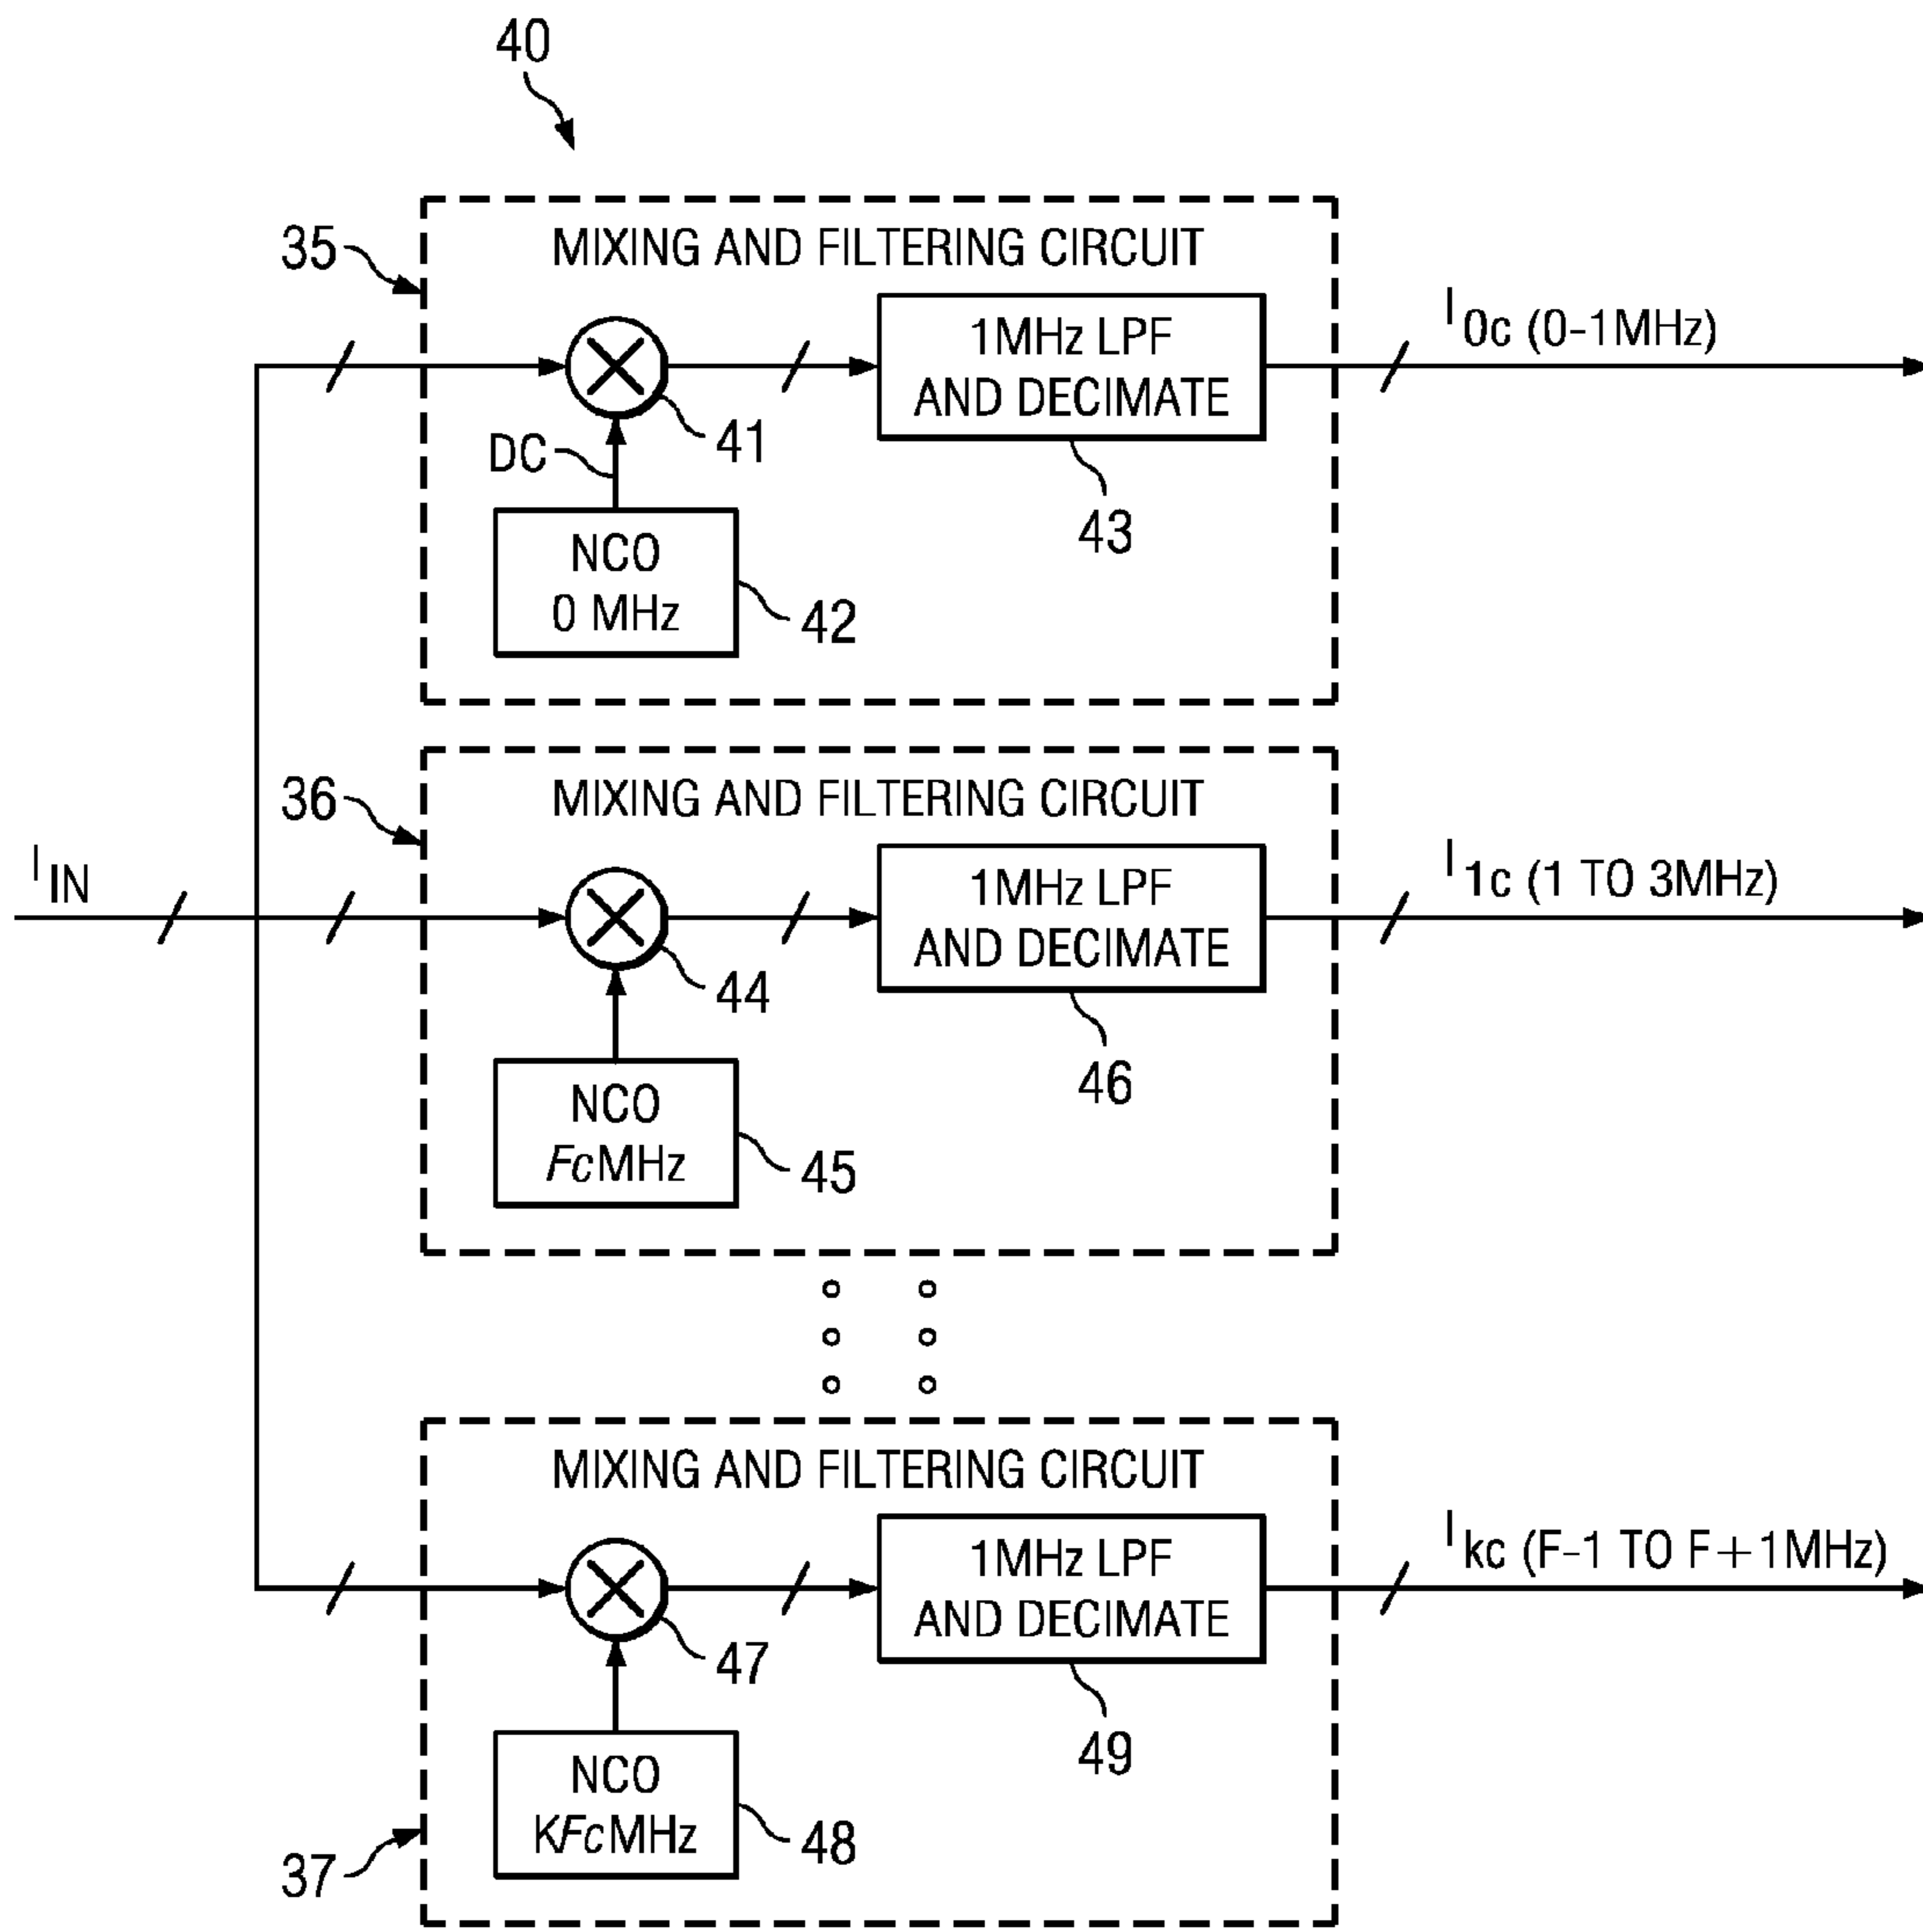 40
35
MIXING AND FILTERING CIRCUIT
1MHz LPF
AND DECIMATE
I0c (0-1MHz)
41
DC
43
NCO
0 MHz
42
36
MIXING AND FILTERING CIRCUIT
IIN
1MHz LPF
AND DECIMATE
I1c (1 TO 3MHz)
44
46
NCO
FcMHz
45
MIXING AND FILTERING CIRCUIT
1MHz LPF
AND DECIMATE
Ikc (F-1 TO F+1MHz)
47
49
NCO
KFcMHz
48
37